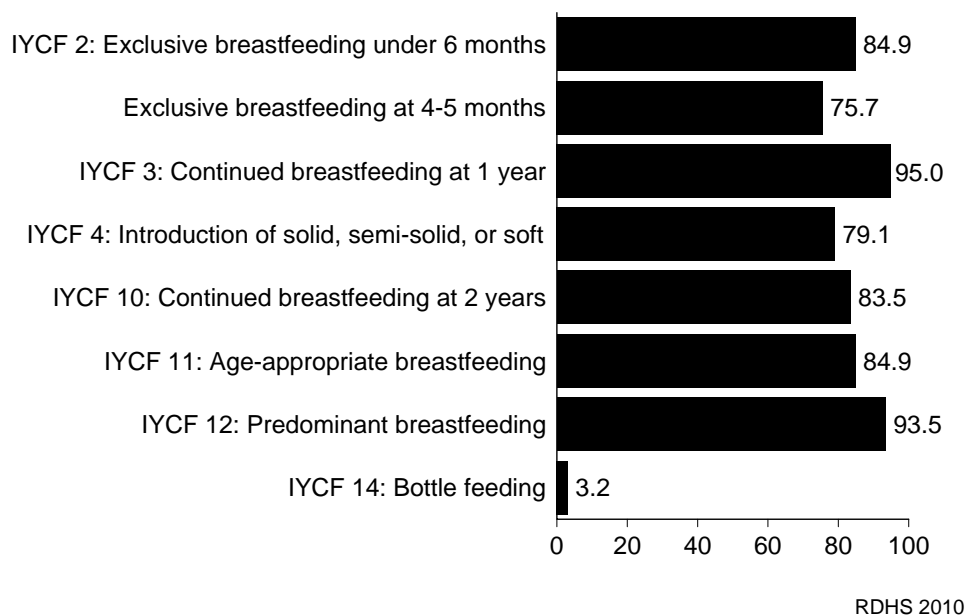 IYCF 2: Exclusive breastfeeding under 6 months 84.9
Exclusive breastfeeding at 4-5 months 75.7
IYCF 3: Continued breastfeeding at 1 year 95.0
IYCF 4: Introduction of solid, semi-solid, or soft 79.1
IYCF 10: Continued breastfeeding at 2 years 83.5
IYCF 11: Age-appropriate breastfeeding 84.9
IYCF 12: Predominant breastfeeding 93.5
IYCF 14: Bottle feeding 3.2
0 20 40 60 80 100
RDHS 2010